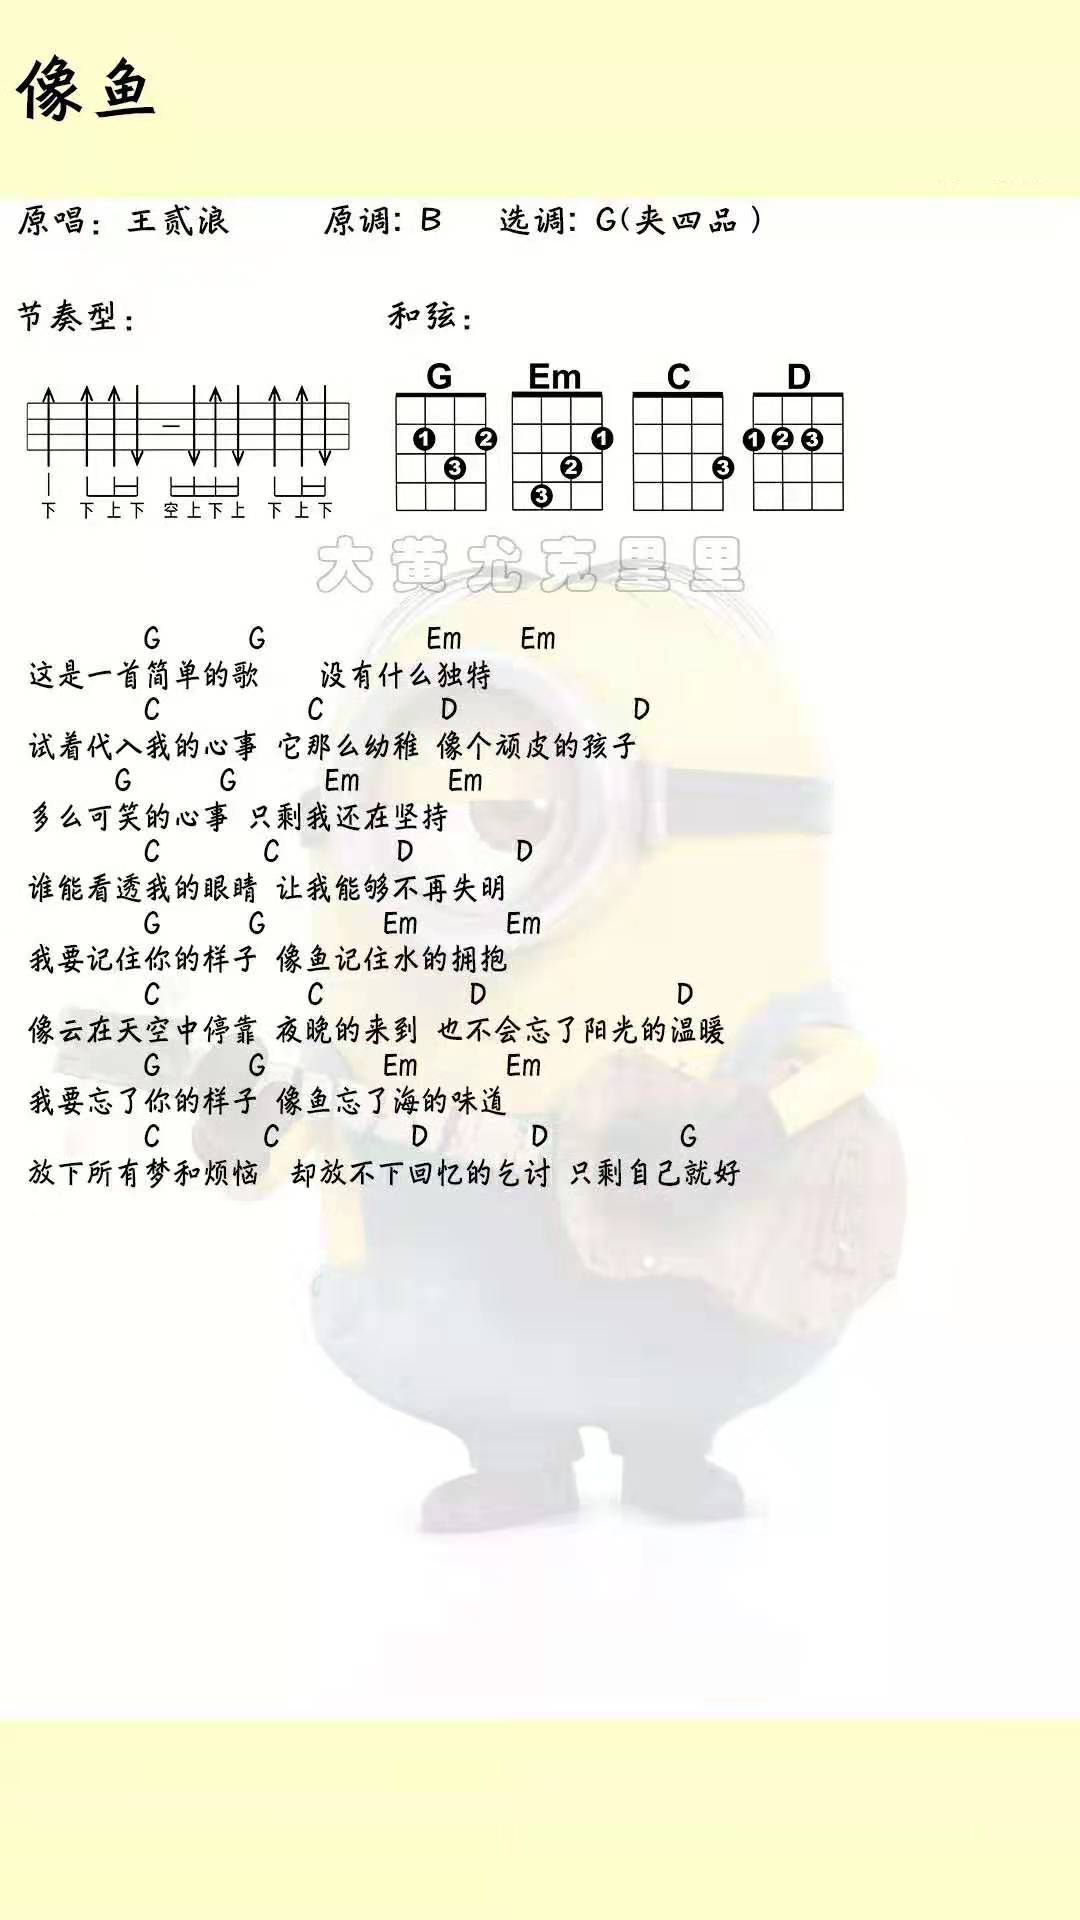 像鱼
原唱：王贰浪 原调: B 选调: G(夹四品）
节奏型： 和弦：
G Em C D
1 2 3 1 2 3 3 1 2 3
下 下 上 下 空 上 下 上 下 上 下
大黄尤克里里
G G Em Em
这是一首简单的歌 没有什么独特
C C D D
试着代入我的心事 它那么幼稚 像个顽皮的孩子
G G Em Em
多么可笑的心事 只剩我还在坚持
C C D D
谁能看透我的眼睛 让我能够不再失明
G G Em Em
我要记住你的样子 像鱼记住水的拥抱
C C D D
像云在天空中停靠 夜晚的来到 也不会忘了阳光的温暖
G G Em Em
我要忘了你的样子 像鱼忘了海的味道
C C D D G
放下所有梦和烦恼 却放不下回忆的乞讨 只剩自己就好